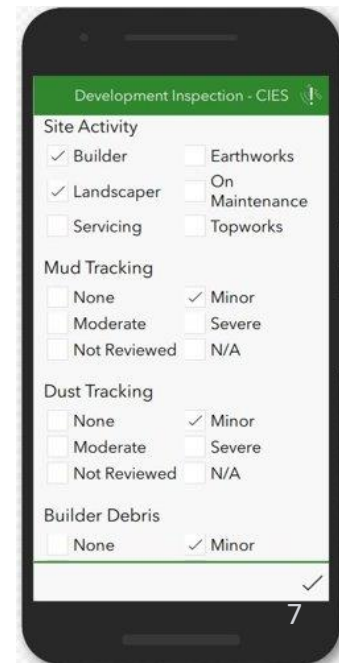 Development Inspection - CIES
Site Activity
Builder Earthworks
Landscaper On Maintenance
Servicing Topworks
Mud Tracking
None Minor
Moderate Severe
Not Reviewed N/A
Dust Tracking
None Minor
Moderate Severe
Not Reviewed N/A
Builder Debris
None Minor
7